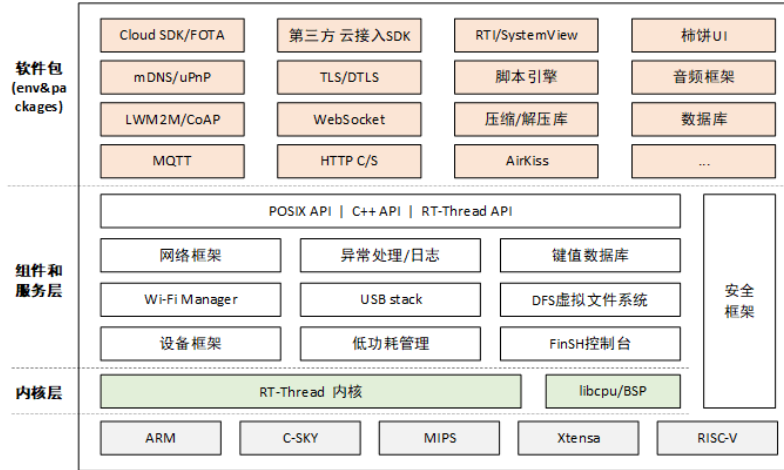 Cloud SDK/FOTA
第三方 云接入SDK
RTI/SystemView
柿饼UI
软件包
(env&pa
ckages)
mDNS/uPnP
TLS/DTLS
脚本引擎
音频框架
LWM2M/CoAP
WebSocket
压缩/解压库
数据库
MQTT
HTTP C/S
AirKiss
...
POSIX API | C++ API | RT-Thread API
组件和
服务层
网络框架
异常处理/日志
键值数据库
Wi-Fi Manager
USB stack
DFS虚拟文件系统
设备框架
低功耗管理
FinSH控制台
安全
框架
内核层
RT-Thread 内核
libcpu/BSP
ARM
C-SKY
MIPS
Xtensa
RISC-V